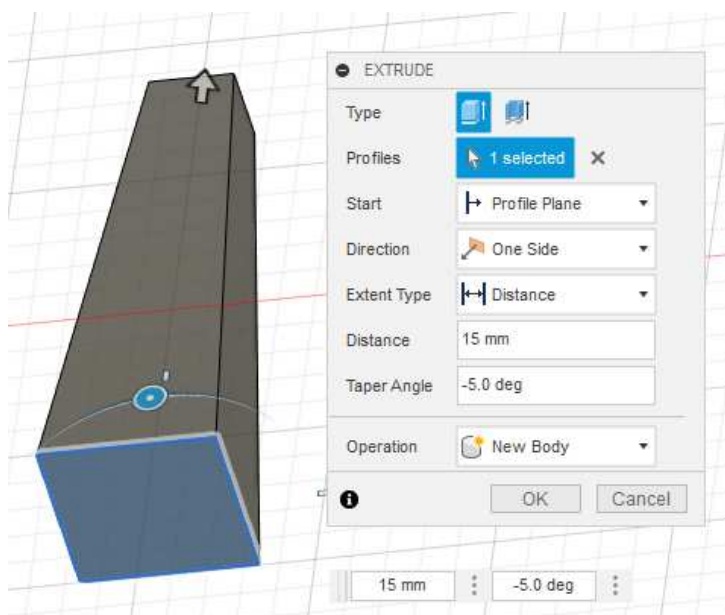 EXTRUDE
Type
Profiles 1 selected
Start Profile Plane
Direction One Side
Extent Type Distance
Distance 15 mm
Taper Angle -5.0 deg
Operation New Body
OK Cancel
15 mm -5.0 deg